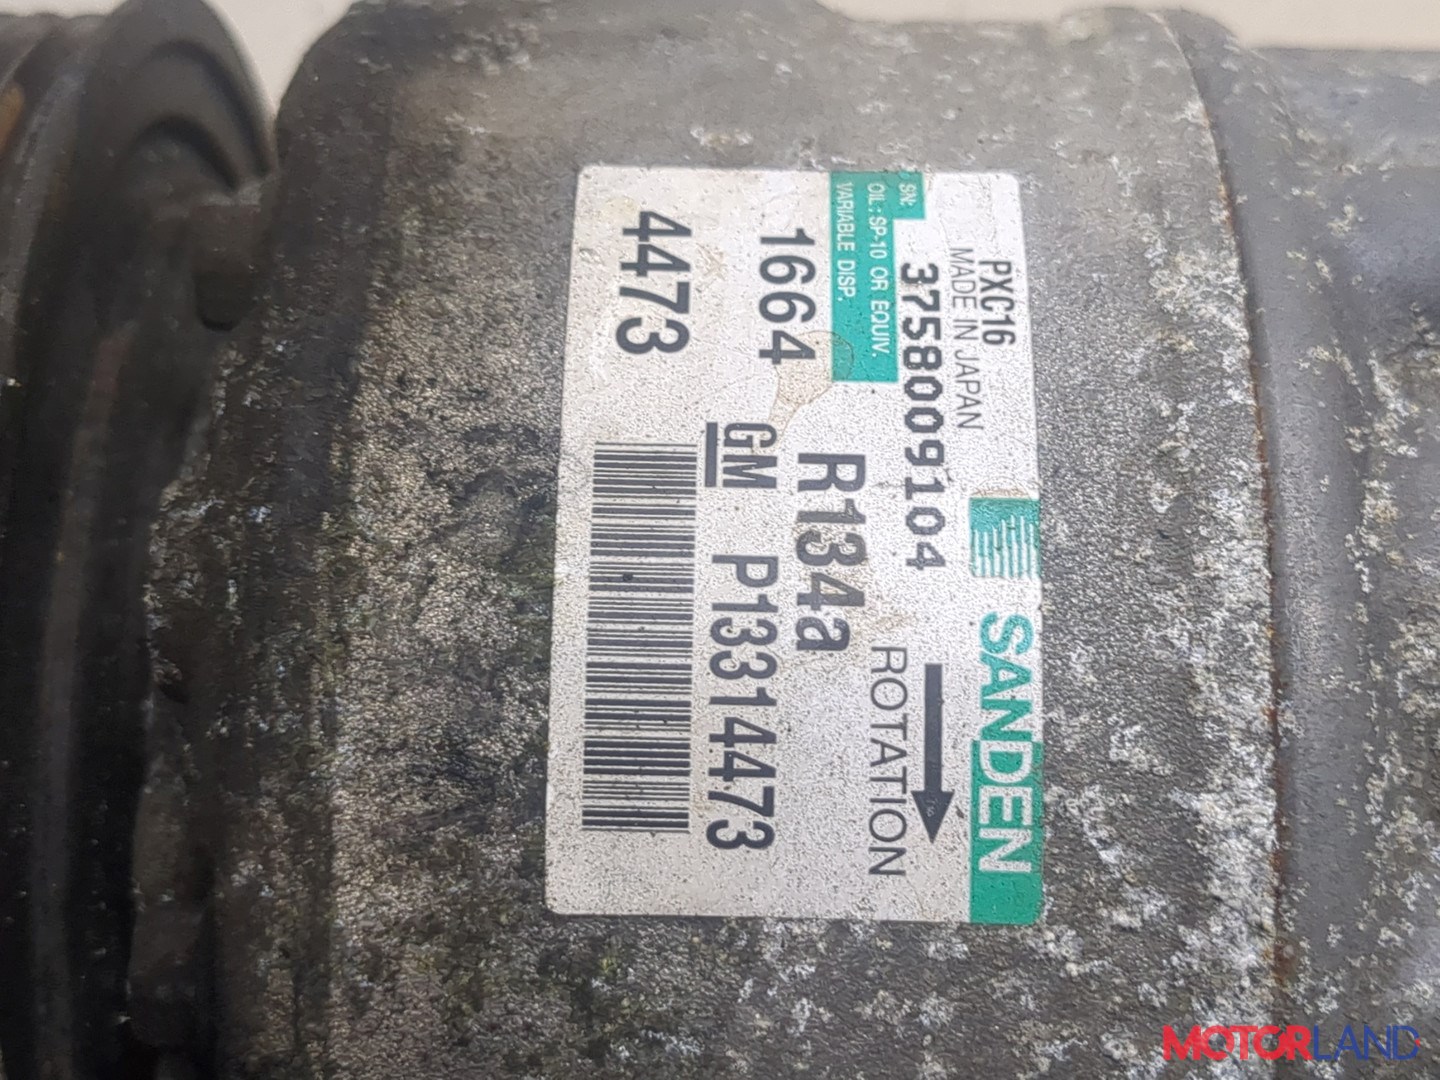 PXC16
MADE IN JAPAN
SANDEN
SN: 37580091O4
ROTATION
OIL: SP-10 OR EQUIV.
VARIABLE DISP.
R134a
1664
GM P13314473
4473
MOTORLAND